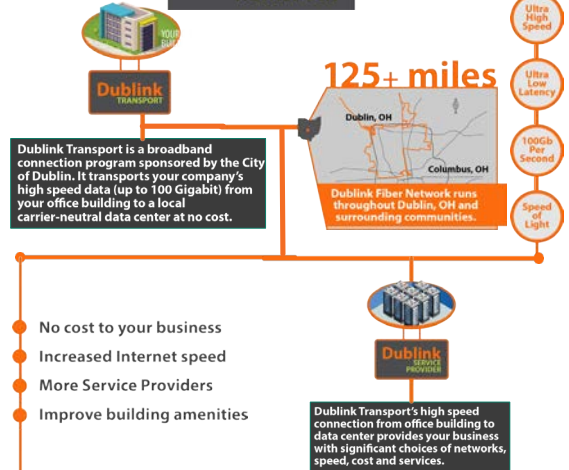 YOUR
Dublink
TRANSPORT
Dublink Transport is a broadband
connection program sponsored by the City
of Dublin. It transports your company's
high speed data (up to 100 Gigabit) from
your office building to a local
carrier-neutral data center at no cost.
125+ miles
Dublin, OH
Columbus, OH
Dublink Fiber Network runs
throughout Dublin, OH and
surrounding communities.
Ultra
High
Speed
Ultra
Low
Latency
100Gb
Per
Second
Speed
of
Light
No cost to your business
Increased Internet speed
More Service Providers
Improve building amenities
Dublink
SERVICE
PROVIDER
Dublink Transport's high speed
connection from office building to
data center provides your business
with significant choices of networks,
speed, cost and services.